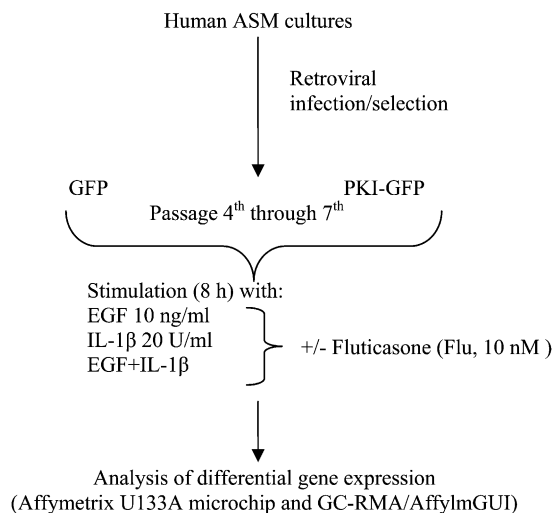 Human ASM cultures
Retroviral
infection/selection
GFP
PKI-GFP
Passage 4th through 7th
Stimulation (8 h) with:
EGF 10 ng/ml
IL-1β 20 U/ml
EGF+IL-1β
+/- Fluticasone (Flu, 10 nM )
Analysis of differential gene expression
(Affymetrix U133A microchip and GC-RMA/AffylmGUI)